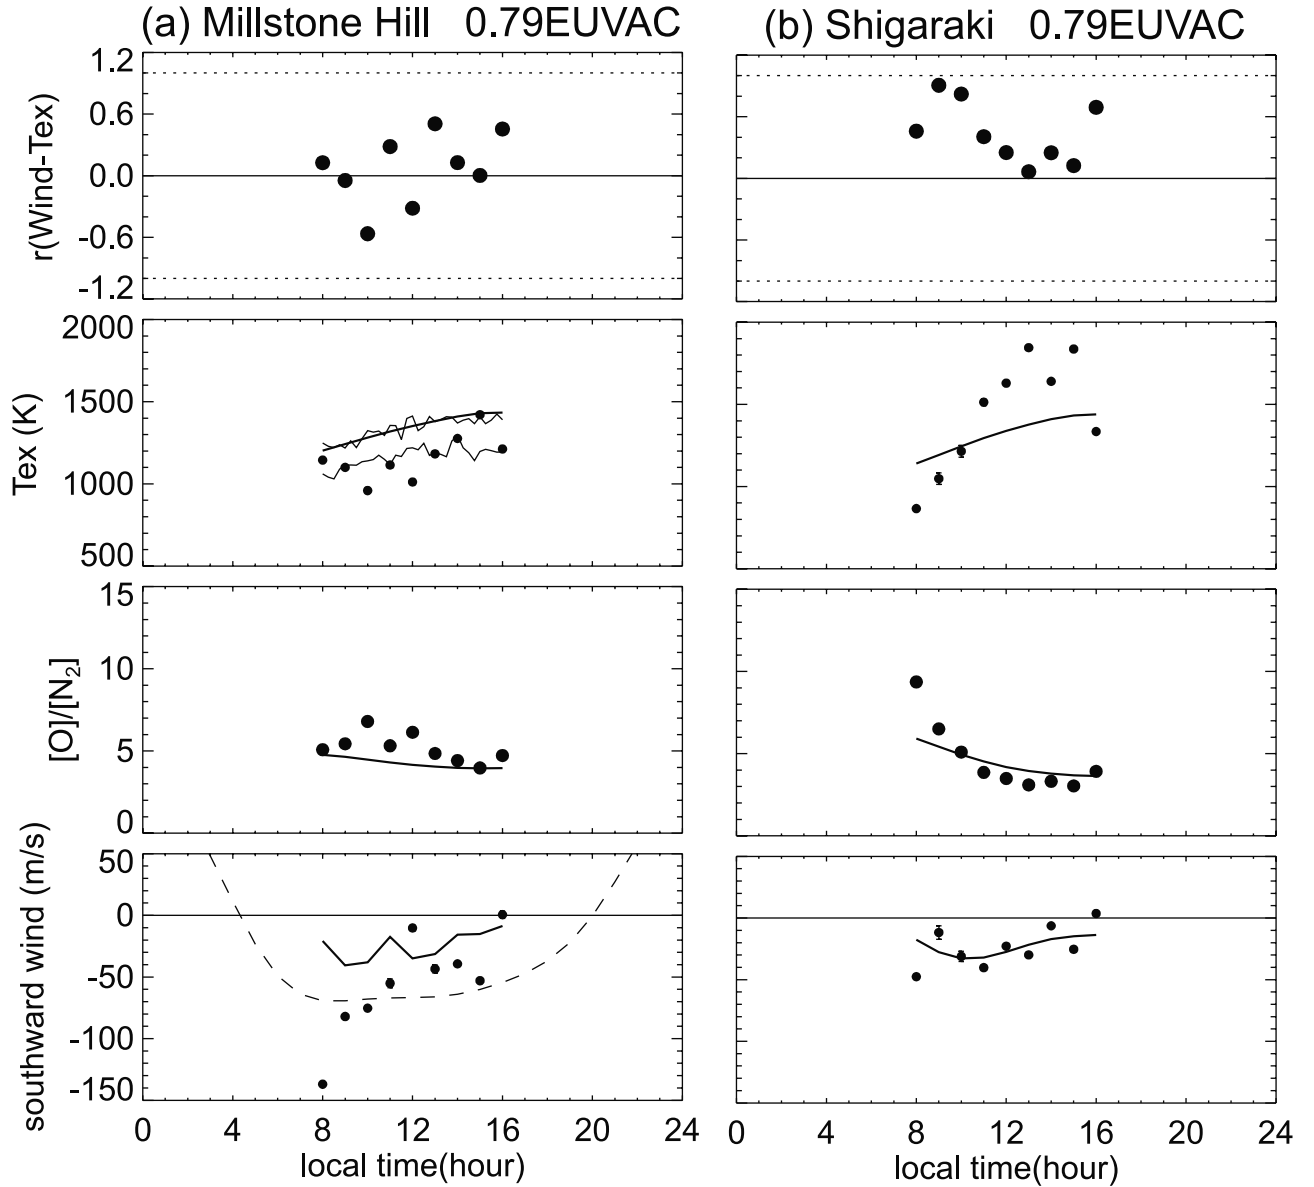 (a) Millstone Hill 0.79EUVAC
(b) Shigaraki 0.79EUVAC
r(Wind-Tex)
1.2
0.6
0.0
-0.6
-1.2
Tex (K)
2000
1500
1000
500
[O]/[N2]
15
10
5
0
southward wind (m/s)
50
0
-50
-100
-150
0 4 8 12 16 20 24
local time(hour)
0 4 8 12 16 20 24
local time(hour)